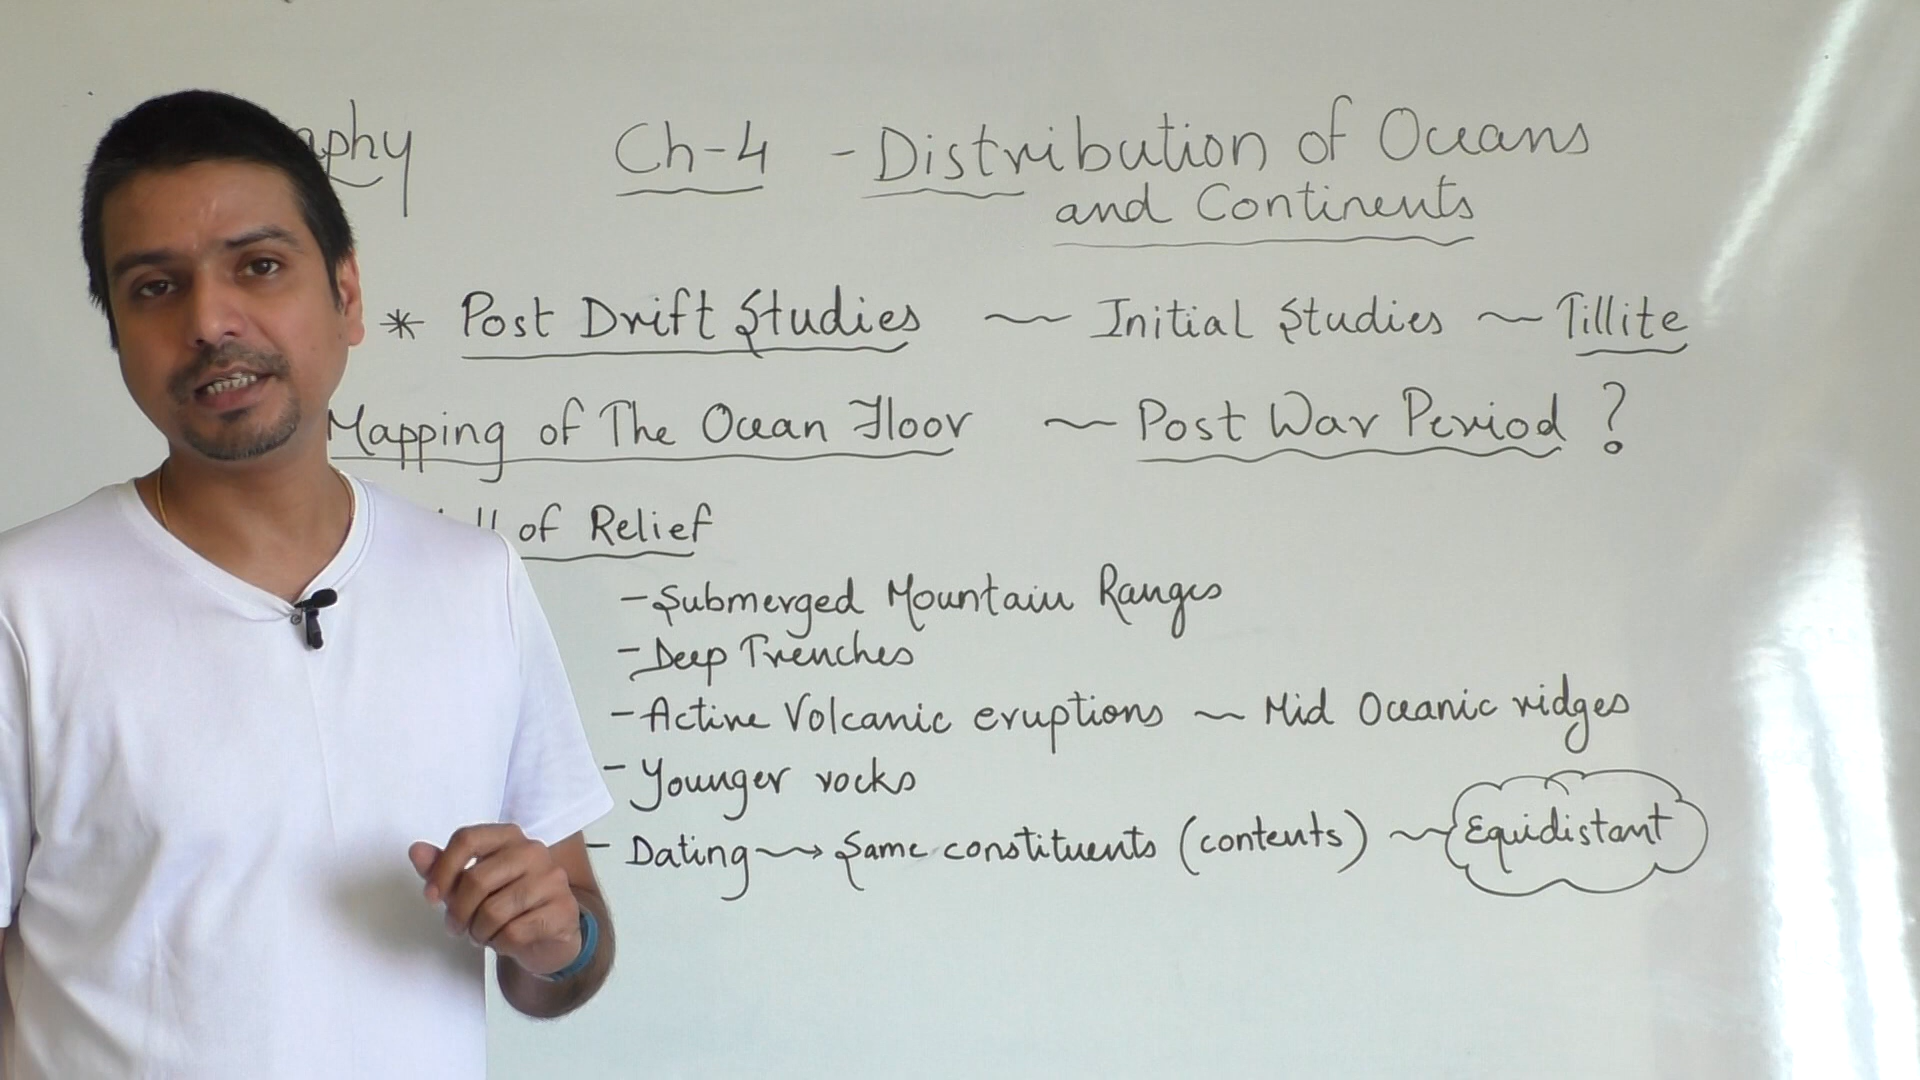 Ch-4 - Distribution of Oceans
and Continents
* Post Drift Studies ~ Initial Studies ~ Tillite
Mapping of The Ocean Floor ~ Post War Period ?
of Relief
- Submerged Mountain Ranges
- Deep Trenches
- Active Volcanic eruptions ~ Mid Oceanic ridges
- Younger rocks
- Dating → Same constituents (contents) ~ Equidistant